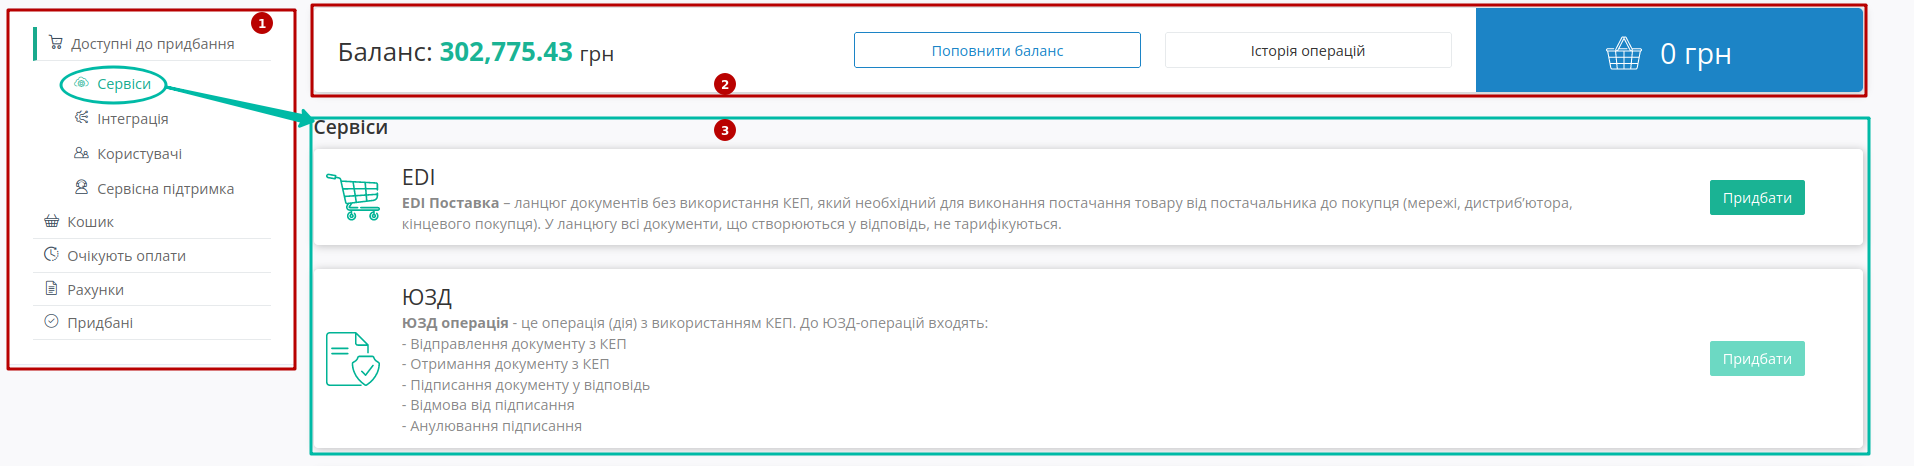 1
Доступні до придбання
Сервіси
Інтеграція
Користувачі
Сервісна підтримка
Кошик
Очікують оплати
Рахунки
Придбані
Баланс: 302,775.43 грн
Поповнити баланс
Історія операцій
0 грн
2
Сервіси
3
EDI
EDI Поставка – ланцюг документів без використання КЕП, який необхідний для виконання постачання товару від постачальника до покупця (мережі, дистриб'ютора,
кінцевого покупця). У ланцюгу всі документи, що створюються у відповідь, не тарифікуються.
Придбати
ЮЗД
ЮЗД операція - це операція (дія) з використанням КЕП. До ЮЗД-операцій входять:
- Відправлення документу з КЕП
- Отримання документу з КЕП
- Підписання документу у відповідь
- Відмова від підписання
- Анулювання підписання
Придбати